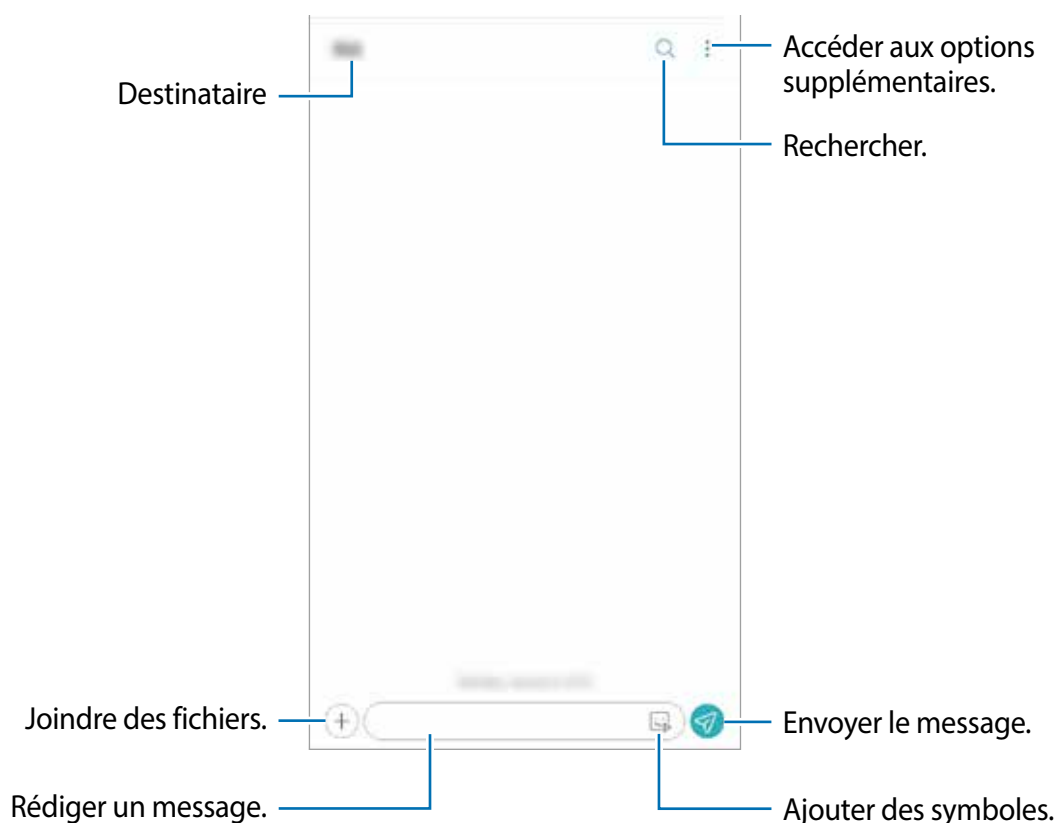 Accéder aux options
supplémentaires.
Destinataire
Rechercher.
Joindre des fichiers.
Envoyer le message.
Rédiger un message.
Ajouter des symboles.